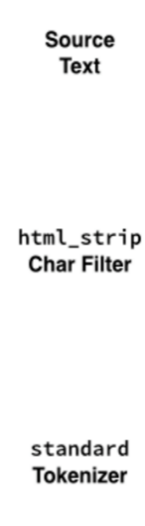 Source
Text
html_strip
Char Filter
standard
Tokenizer